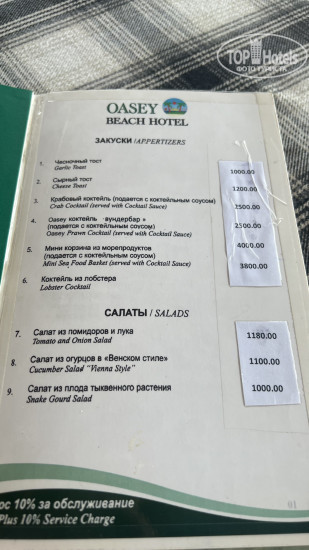 TOP Hotels
OASEY
BEACH HOTEL
ЗАКУСКИ /APPERTIZERS
1. Чесночный тост
Garlic Toast
1000.00
2. Сырный тост
Cheese Toast
1200.00
3. Крабовый коктейль (подается с коктейльным соусом)
Crab Cocktail (served with Cocktail Sauce)
2500.00
4. Oasey коктейль «вундербар »
(подается с коктейльным соусом)
Oasey Prawn Cocktail (served with Cocktail Sauce)
2500.00
5. Мини корзина из морепродуктов
(подается с коктейльным соусом)
Mini Sea Food Basket (served with Cocktail Sauce)
4000.00
3800.00
6. Коктейль из лобстера
Lobster Cocktail
САЛАТЫ / SALADS
7. Салат из помидоров и лука
Tomato and Onion Salad
1180.00
8. Салат из огурцов в «Венском стиле»
Cucumber Salad "Vienna Style"
1100.00
9. Салат из плода тыквенного растения
Snake Gourd Salad
1000.00
ос 10% за обслуживание
Plus 10% Service Charge
01